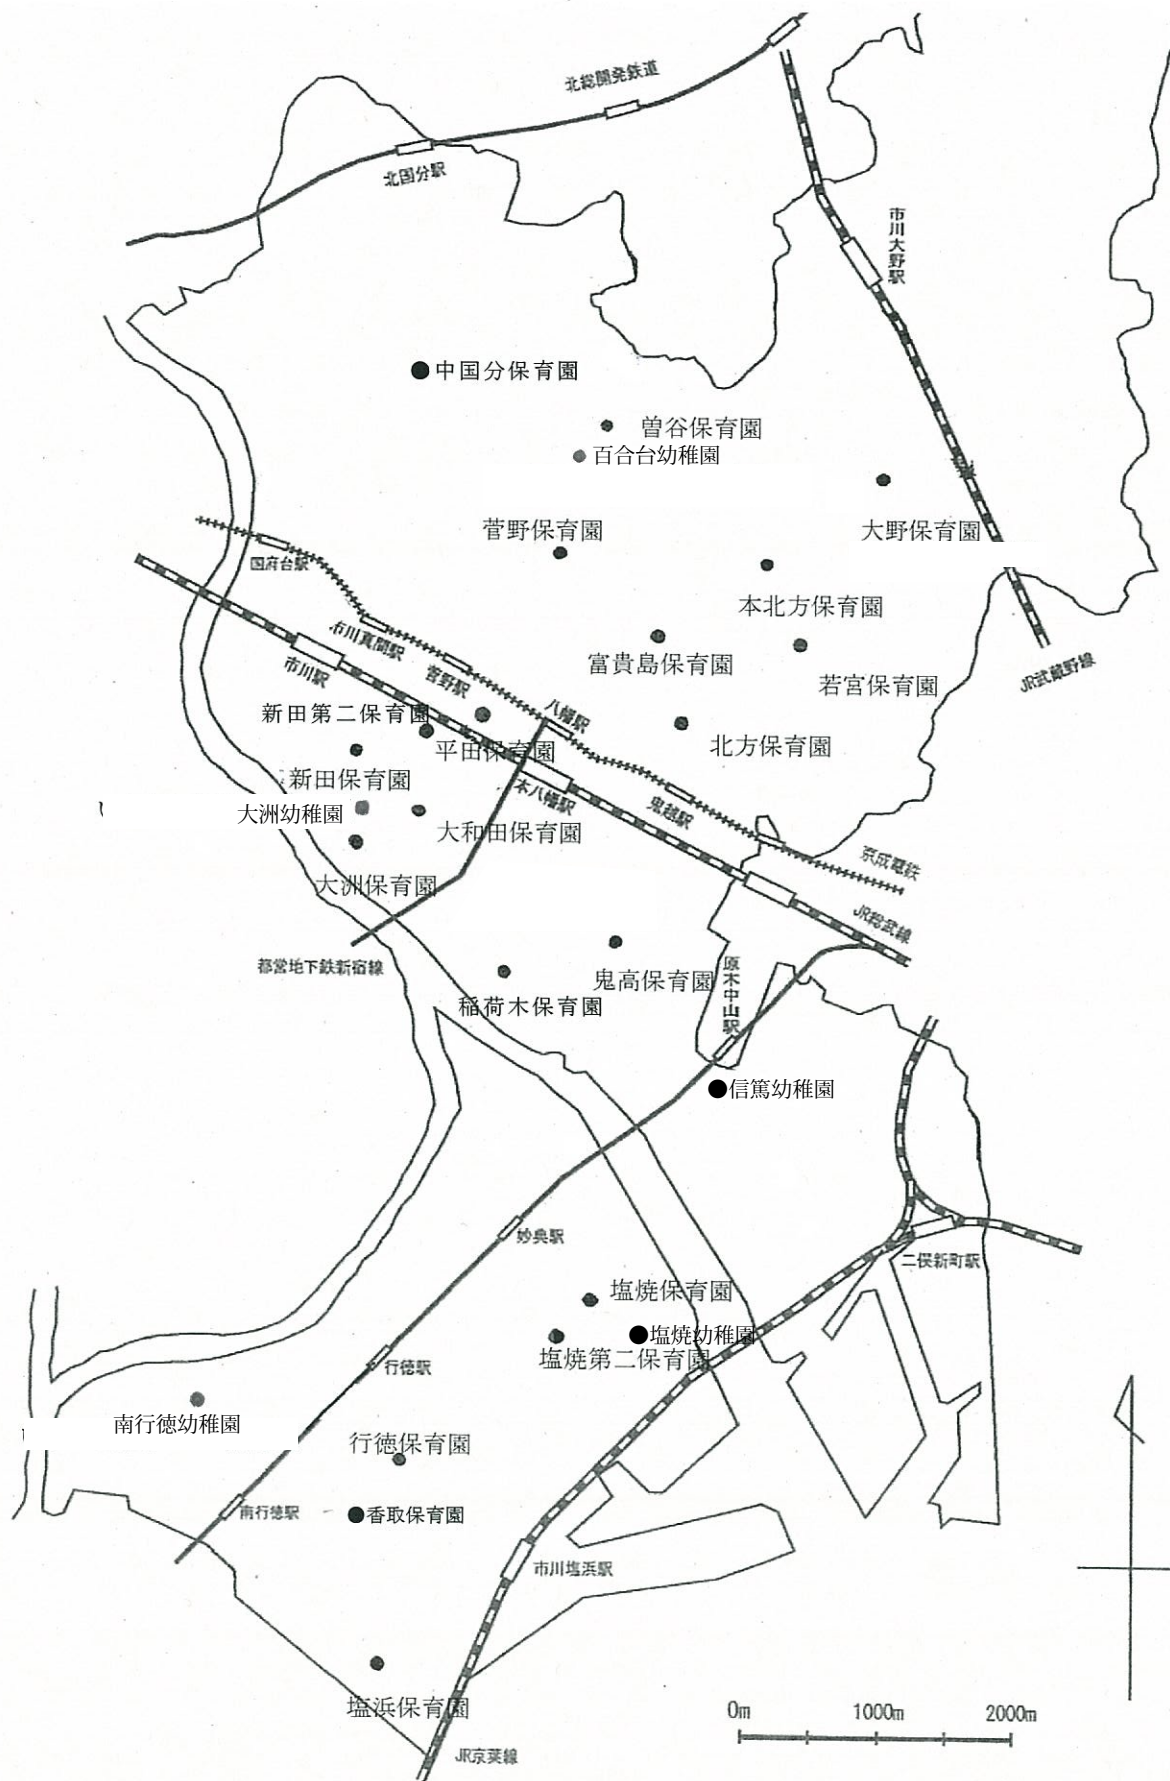 北総開発鉄道
北国分駅
市川大野駅
中国分保育園
曽谷保育園
百合台幼稚園
大野保育園
菅野保育園
国府台駅
本北方保育園
市川真間駅
富貴島保育園
市川駅
菅野駅
若宮保育園
JR武蔵野線
新田第二保育園
八幡駅
平田保育園
北方保育園
新田保育園
本八幡駅
鬼越駅
大洲幼稚園
大和田保育園
京成電鉄
大洲保育園
JR総武線
都営地下鉄新宿線
鬼高保育園
原木中山駅
稲荷木保育園
信篤幼稚園
妙典駅
二俣新町駅
塩焼保育園
塩焼幼稚園
塩焼第二保育園
行徳駅
南行徳幼稚園
行徳保育園
南行徳駅
香取保育園
市川塩浜駅
塩浜保育園
0m 1000m 2000m
JR京葉線